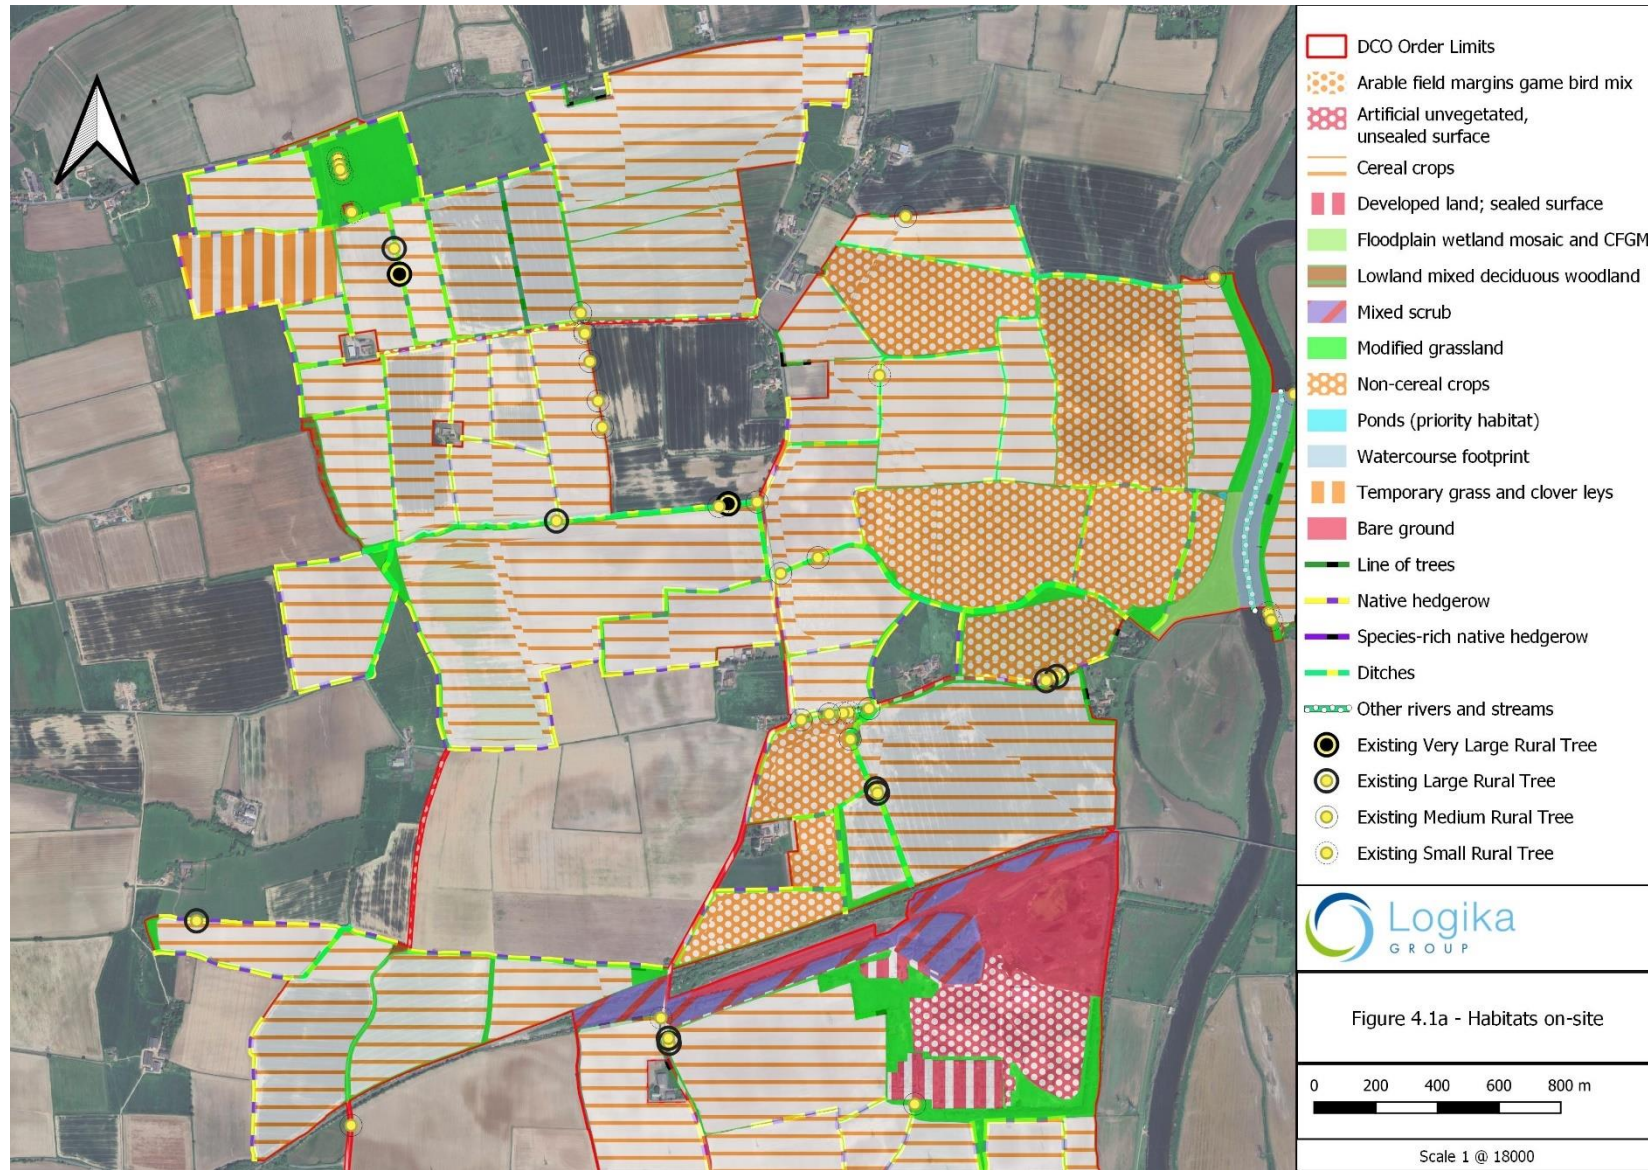 DCO Order Limits
Arable field margins game bird mix
Artificial unvegetated,
unsealed surface
Cereal crops
Developed land; sealed surface
Floodplain wetland mosaic and CFGM
Lowland mixed deciduous woodland
Mixed scrub
Modified grassland
Non-cereal crops
Ponds (priority habitat)
Watercourse footprint
Temporary grass and clover leys
Bare ground
Line of trees
Native hedgerow
Species-rich native hedgerow
Ditches
Other rivers and streams
Existing Very Large Rural Tree
Existing Large Rural Tree
Existing Medium Rural Tree
Existing Small Rural Tree
Logika
GROUP
Figure 4.1a - Habitats on-site
0 200 400 600 800 m
Scale 1 @ 18000